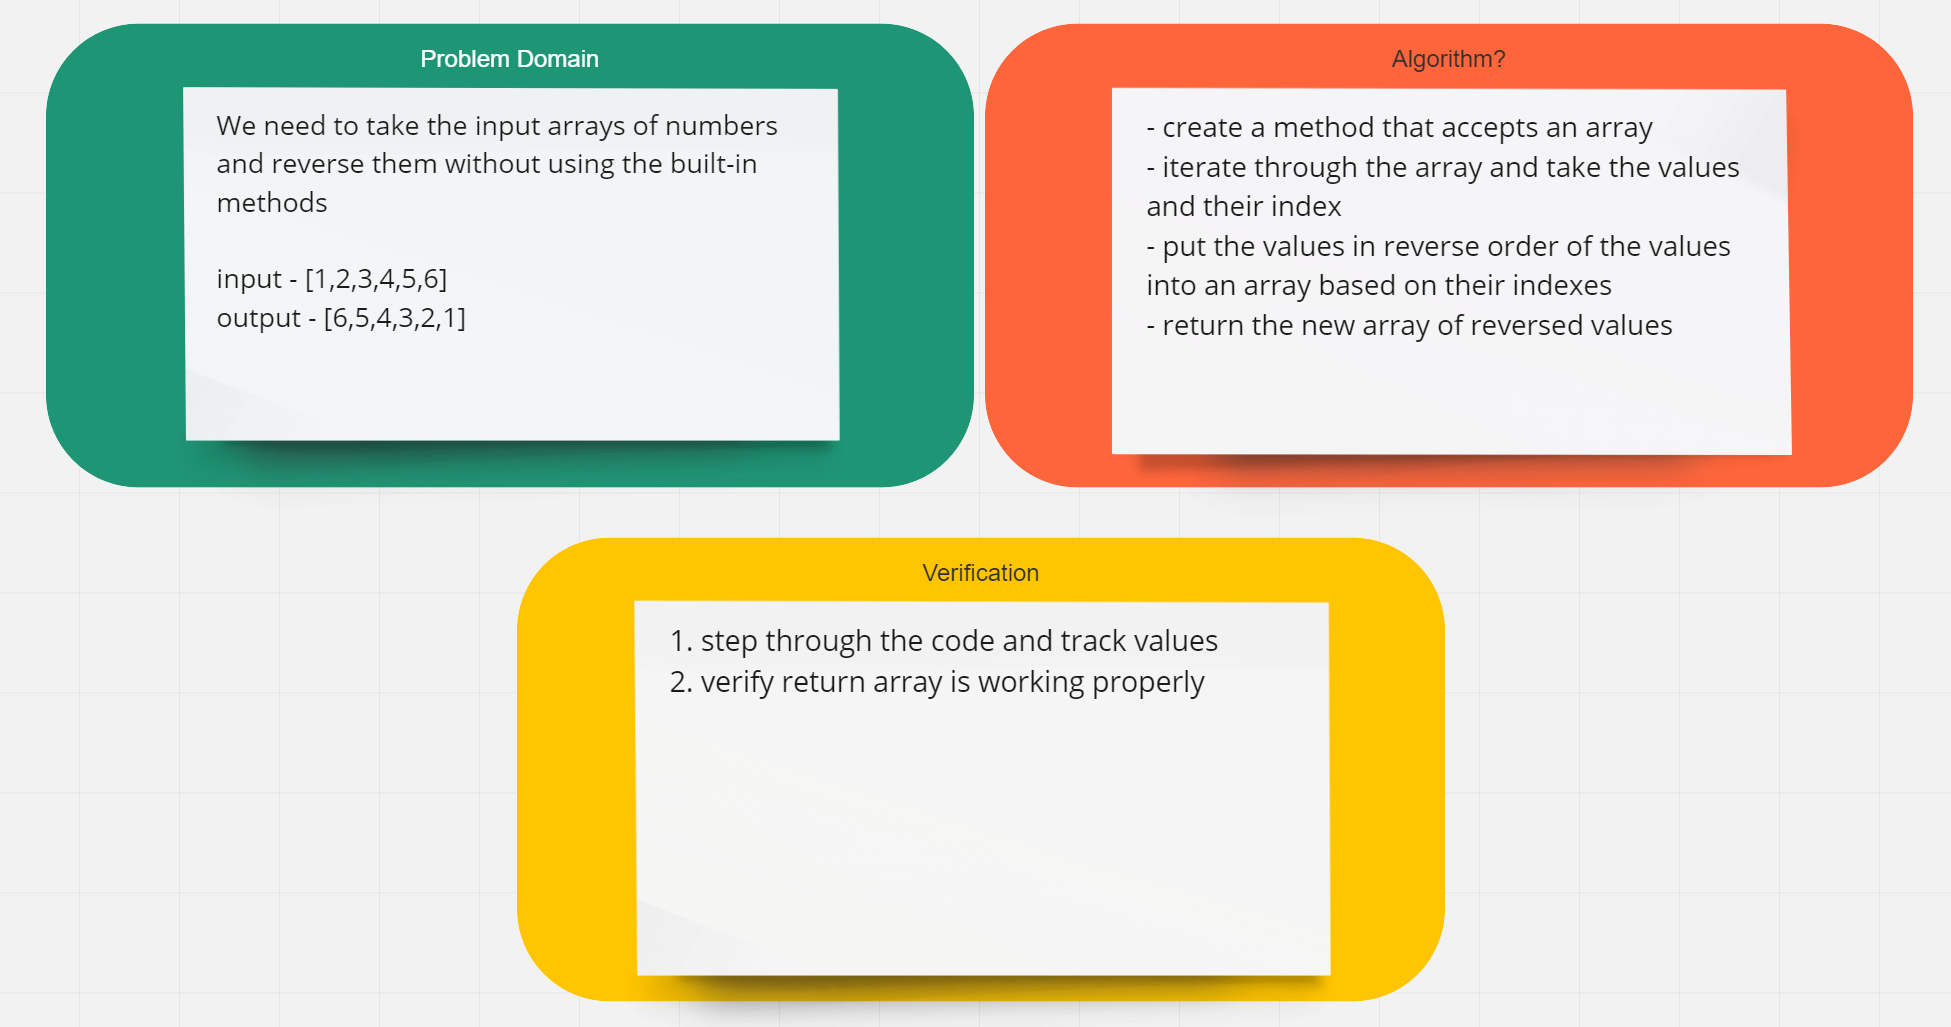 Problem Domain
We need to take the input arrays of numbers
and reverse them without using the built-in
methods
input - [1,2,3,4,5,6]
output - [6,5,4,3,2,1]
Algorithm?
- create a method that accepts an array
- iterate through the array and take the values
and their index
- put the values in reverse order of the values
into an array based on their indexes
- return the new array of reversed values
Verification
1. step through the code and track values
2. verify return array is working properly